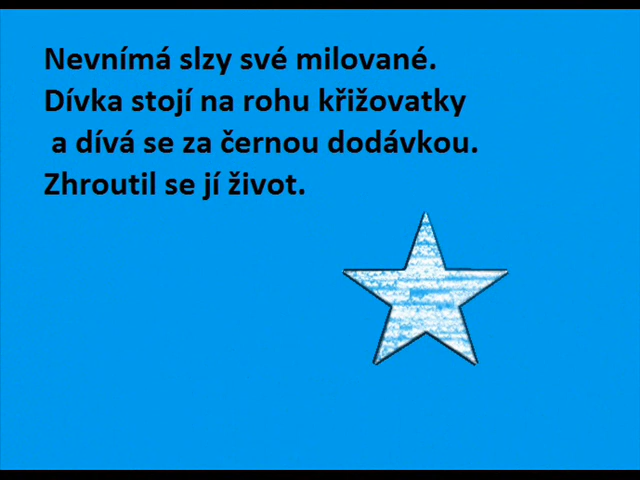 Nevnímá slzy své milované.
Dívka stojí na rohu křižovatky
a dívá se za černou dodávkou.
Zhroutil se jí život.